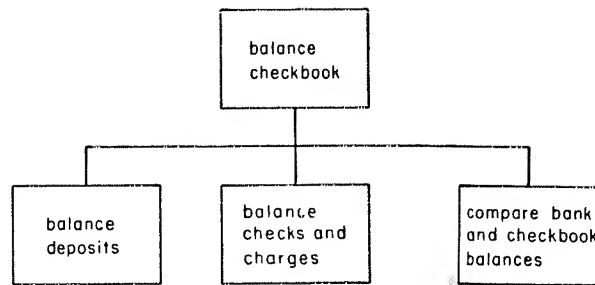 balance
checkbook
balance
deposits
balance
checks and
charges
compare bank
and checkbook
balances